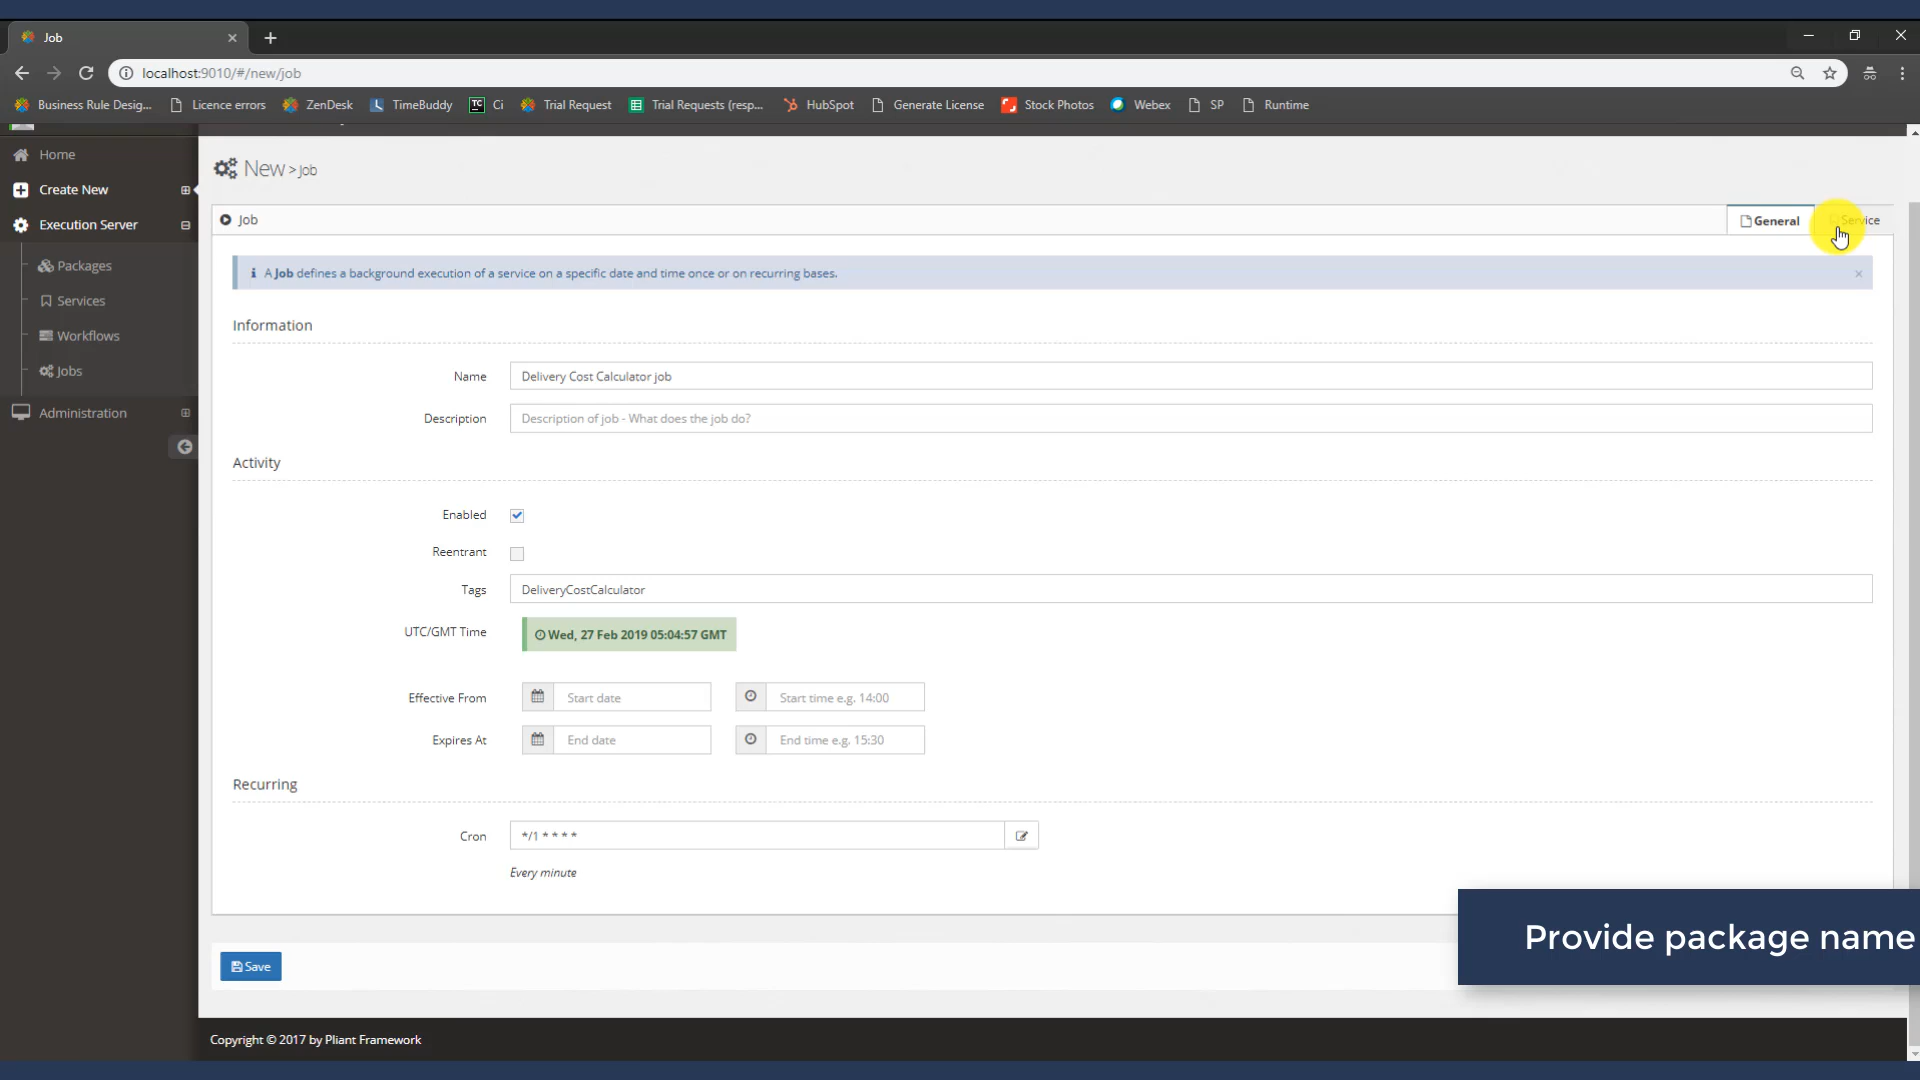 Job
localhost:9010/#/new/job
Business Rule Desig...
Licence errors
ZenDesk
TimeBuddy
TC
Ci
Trial Request
Trial Requests (resp...
HubSpot
Generate License
Stock Photos
Webex
SP
Runtime
Home
Create New
Execution Server
Packages
Services
Workflows
Jobs
Administration
New > Job
Job
General
Service
A Job defines a background execution of a service on a specific date and time once or on recurring bases.
Information
Name
Delivery Cost Calculator job
Description
Description of job - What does the job do?
Activity
Enabled
Reentrant
Tags
DeliveryCostCalculator
UTC/GMT Time
Wed, 27 Feb 2019 05:04:57 GMT
Effective From
Start date
Start time e.g. 14:00
Expires At
End date
End time e.g. 15:30
Recurring
Cron
*/1 * * * *
Every minute
Provide package name
Save
Copyright © 2017 by Pliant Framework